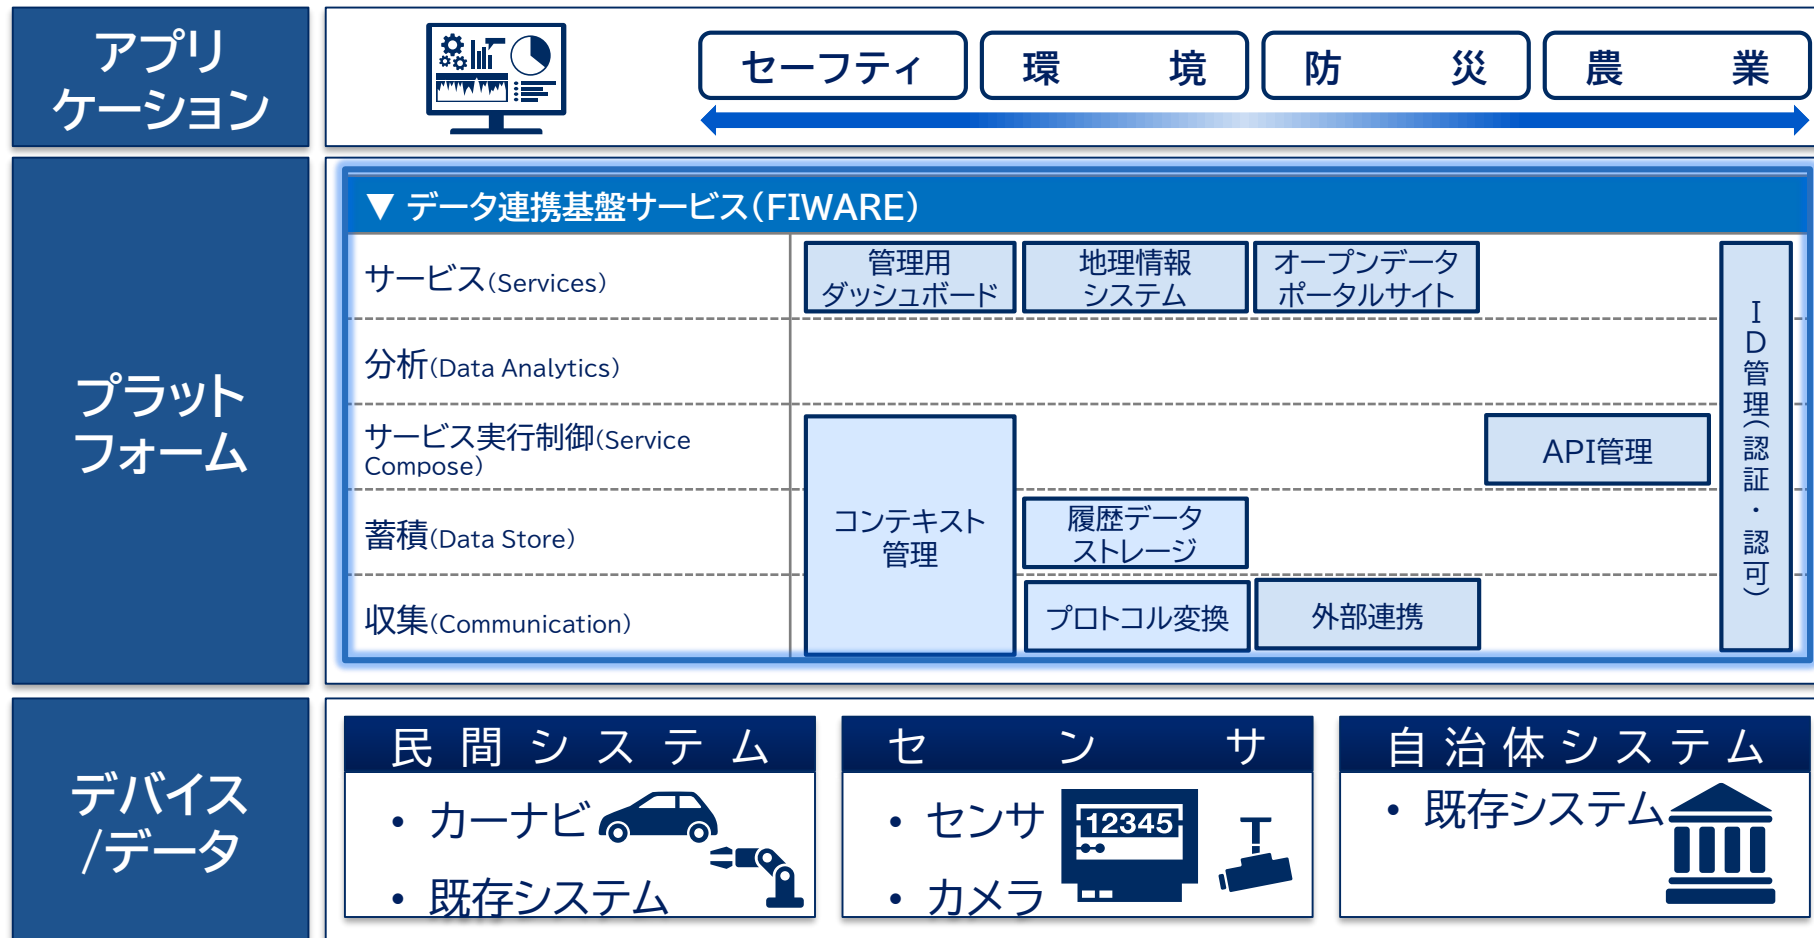 アプリ
ケーション
セーフティ
環境
防災
農業
プラット
フォーム
▼ データ連携基盤サービス(FIWARE)
サービス(Services)
管理用
ダッシュボード
地理情報
システム
オープンデータ
ポータルサイト
ID管理(認証・認可)
分析(Data Analytics)
サービス実行制御(Service
Compose)
API管理
コンテキスト
管理
蓄積(Data Store)
履歴データ
ストレージ
収集(Communication)
プロトコル変換
外部連携
デバイス
/データ
民間システム
• カーナビ
• 既存システム
センサ
• センサ
12345
• カメラ
自治体システム
• 既存システム